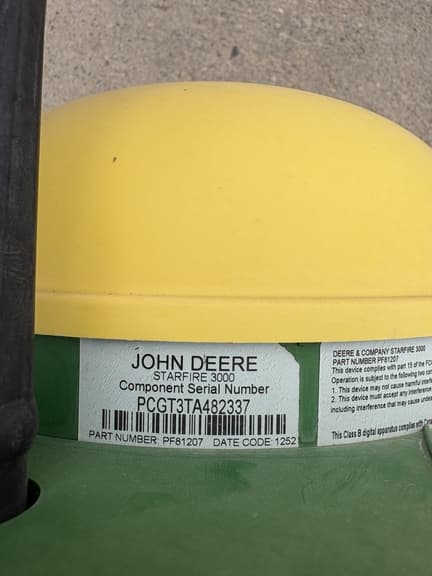 JOHN DEERE
STARFIRE 3000
Component Serial Number
PCGT3TA482337
PART NUMBER: PF81207 DATE CODE: 1252
DEERE & COMPANY STARFIRE 3000
PART NUMBER PF81207
This device complies with part 15 of the FCC
Operation is subject to the following two
1. This device may not cause harmful
2. This device must accept any
including interference that may cause
This Class B digital apparatus complies with